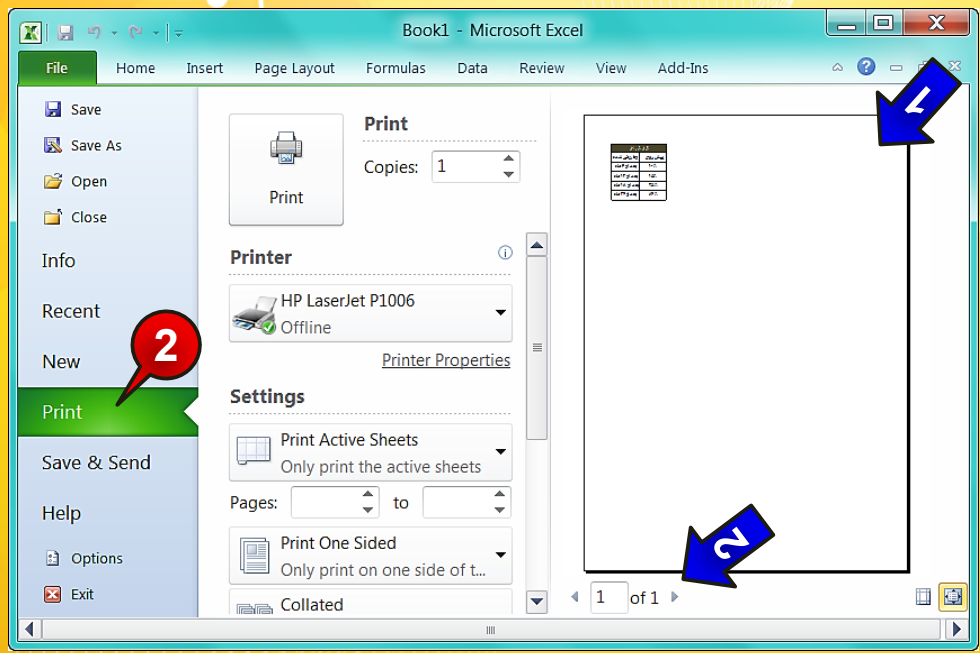 Book1 - Microsoft Excel
File Home Insert Page Layout Formulas Data Review View Add-Ins
Save
Save As
Open
Close
Info
Recent
New
2
Print
Save & Send
Help
Options
Exit
Print
Print
Copies: 1
Printer
HP LaserJet P1006
Offline
Printer Properties
Settings
Print Active Sheets
Only print the active sheets
Pages: to
Print One Sided
Only print on one side of t...
Collated
1
2
1 of 1